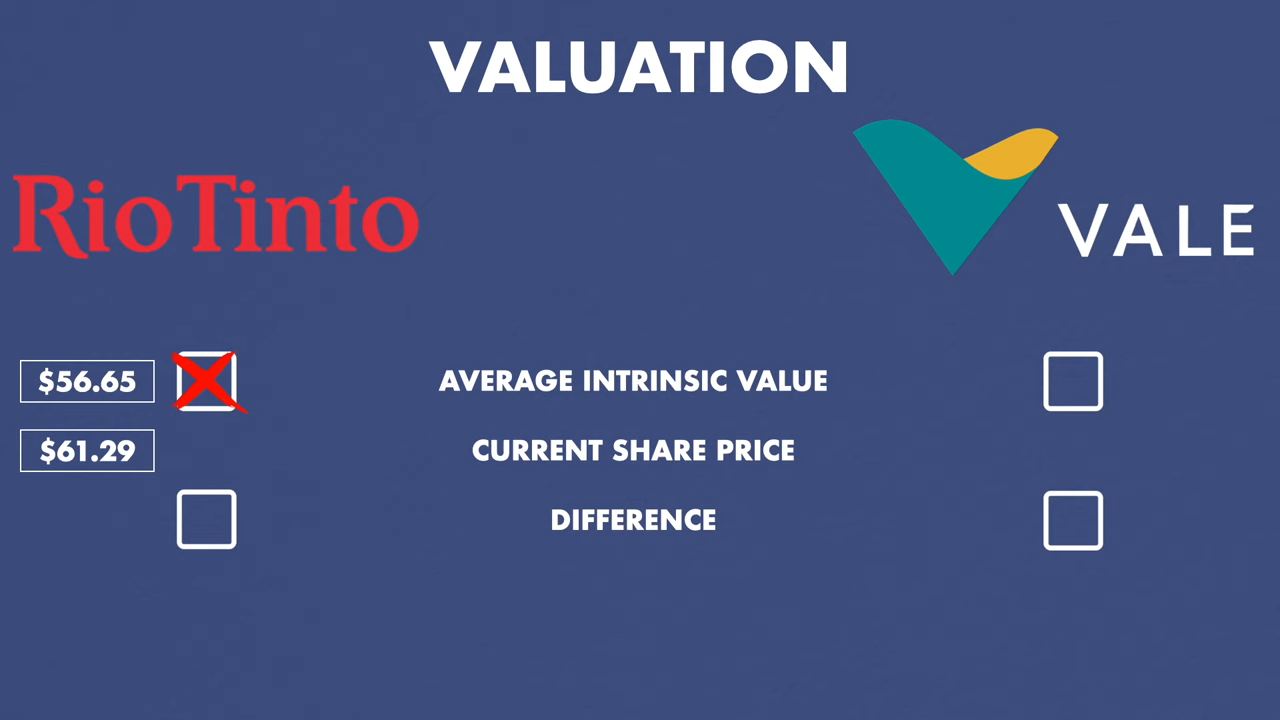 VALUATION
RioTinto
VALE
$56.65
AVERAGE INTRINSIC VALUE
$61.29
CURRENT SHARE PRICE
DIFFERENCE